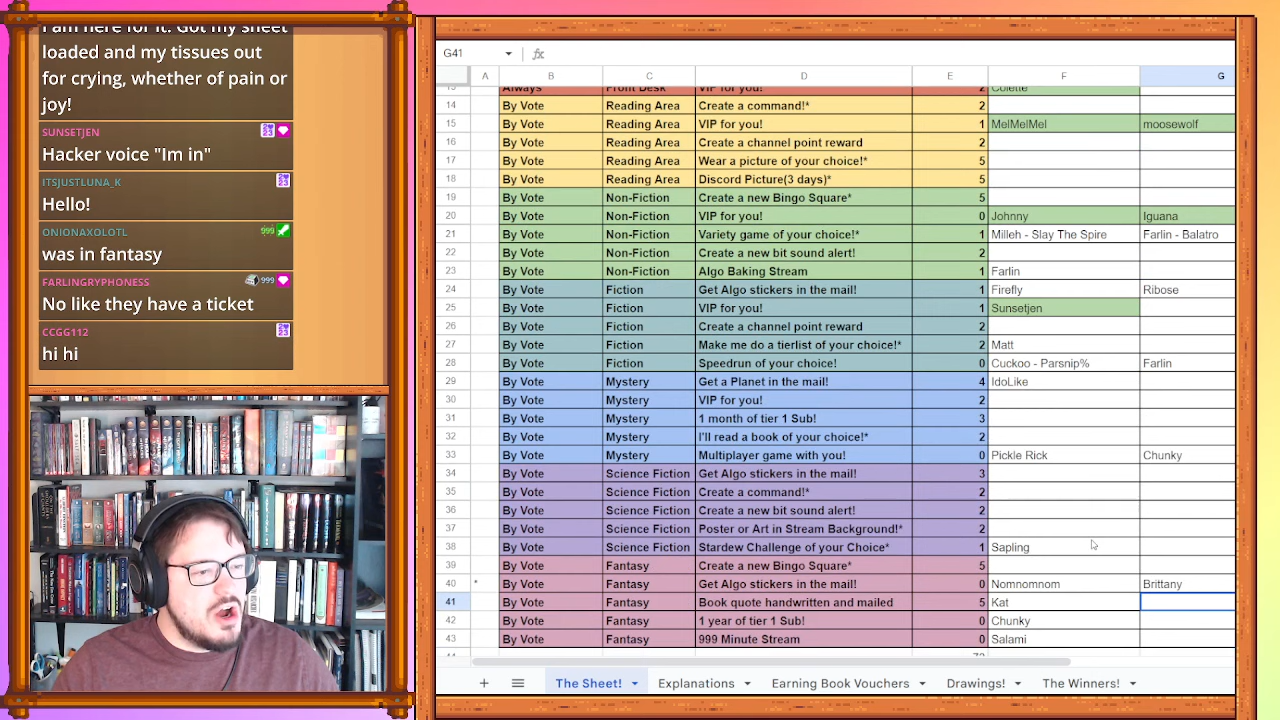 I am here for it. Got my sheet
loaded and my tissues out
for crying, whether of pain or
joy!
SUNSETJEN
Hacker voice "Im in"
ITSJUSTLUNA_K
Hello!
ONIONAXOLOTL 999
was in fantasy
FARLINGRYPHONESS 999
No like they have a ticket
CCGG112
hi hi
G41 fx
A B C D E F G
13 Always Front Desk VIP for you! 2 Colette
14 By Vote Reading Area Create a command!* 2
15 By Vote Reading Area VIP for you! 1 MelMelMel moosewolf
16 By Vote Reading Area Create a channel point reward 2
17 By Vote Reading Area Wear a picture of your choice!* 5
18 By Vote Reading Area Discord Picture(3 days)* 5
19 By Vote Non-Fiction Create a new Bingo Square* 5
20 By Vote Non-Fiction VIP for you! 0 Johnny Iguana
21 By Vote Non-Fiction Variety game of your choice!* 1 Milleh - Slay The Spire Farlin - Balatro
22 By Vote Non-Fiction Create a new bit sound alert! 2
23 By Vote Non-Fiction Algo Baking Stream 1 Farlin
24 By Vote Fiction Get Algo stickers in the mail! 1 Firefly Ribose
25 By Vote Fiction VIP for you! 1 Sunsetjen
26 By Vote Fiction Create a channel point reward 2
27 By Vote Fiction Make me do a tierlist of your choice!* 2 Matt
28 By Vote Fiction Speedrun of your choice! 0 Cuckoo - Parsnip% Farlin
29 By Vote Mystery Get a Planet in the mail! 4 IdoLike
30 By Vote Mystery VIP for you! 2
31 By Vote Mystery 1 month of tier 1 Sub! 3
32 By Vote Mystery I'll read a book of your choice!* 2
33 By Vote Mystery Multiplayer game with you! 0 Pickle Rick Chunky
34 By Vote Science Fiction Get Algo stickers in the mail! 3
35 By Vote Science Fiction Create a command!* 2
36 By Vote Science Fiction Create a new bit sound alert! 2
37 By Vote Science Fiction Poster or Art in Stream Background!* 2
38 By Vote Science Fiction Stardew Challenge of your Choice* 1 Sapling
39 By Vote Fantasy Create a new Bingo Square* 5
40 * By Vote Fantasy Get Algo stickers in the mail! 0 Nomnomnom Brittany
41 By Vote Fantasy Book quote handwritten and mailed 5 Kat
42 By Vote Fantasy 1 year of tier 1 Sub! 0 Chunky
43 By Vote Fantasy 999 Minute Stream 0 Salami
The Sheet! Explanations Earning Book Vouchers Drawings! The Winners!